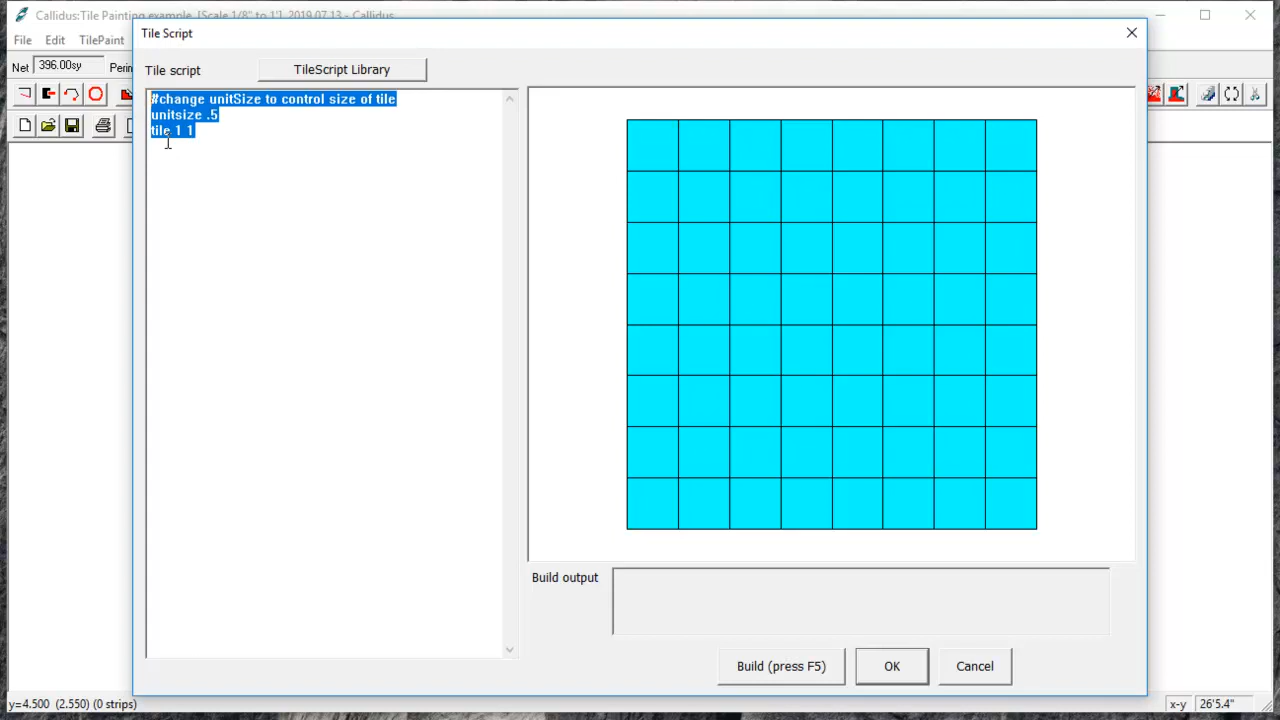 Callidus:Tile Painting example, [Scale 1/8" to 1'], 2019.07.13 - Callidus
Tile Script
File Edit TilePaint
Net 396.00sy
Tile script
TileScript Library
#change unitSize to control size of tile
unitsize .5
tile 1 1
Build output
Build (press F5)
OK
Cancel
y=4.500 (2.550) (0 strips)
x-y
26'5.4"